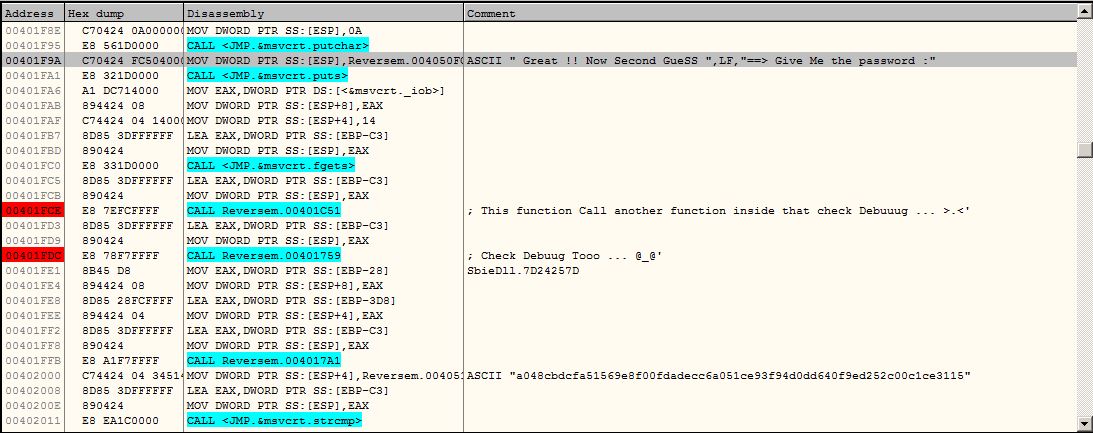 Address Hex dump Disassembly Comment
00401F8E C70424 0A000000 MOV DWORD PTR SS:[ESP],0A
00401F95 E8 561D0000 CALL <JMP.&msvcrt.putchar>
00401F9A C70424 FC504000 MOV DWORD PTR SS:[ESP],Reversem.004050FC ASCII " Great !! Now Second GueSS ",LF,"==> Give Me the password :"
00401FA1 E8 321D0000 CALL <JMP.&msvcrt.puts>
00401FA6 A1 DC714000 MOV EAX,DWORD PTR DS:[<&msvcrt._iob>]
00401FAB 894424 08 MOV DWORD PTR SS:[ESP+8],EAX
00401FAF C74424 04 1400 MOV DWORD PTR SS:[ESP+4],14
00401FB7 8D85 3DFFFFFF LEA EAX,DWORD PTR SS:[EBP-C3]
00401FBD 890424 MOV DWORD PTR SS:[ESP],EAX
00401FC0 E8 331D0000 CALL <JMP.&msvcrt.fgets>
00401FC5 8D85 3DFFFFFF LEA EAX,DWORD PTR SS:[EBP-C3]
00401FCB 890424 MOV DWORD PTR SS:[ESP],EAX
00401FCE E8 7EFCFFFF CALL Reversem.00401C51 ; This function Call another function inside that check Debuuug ... >.<'
00401FD3 8D85 3DFFFFFF LEA EAX,DWORD PTR SS:[EBP-C3]
00401FD9 890424 MOV DWORD PTR SS:[ESP],EAX
00401FDC E8 78F7FFFF CALL Reversem.00401759 ; Check Debuug Tooo ... @_@'
00401FE1 8B45 D8 MOV EAX,DWORD PTR SS:[EBP-28] SbieDll.7D24257D
00401FE4 894424 08 MOV DWORD PTR SS:[ESP+8],EAX
00401FE8 8D85 28FCFFFF LEA EAX,DWORD PTR SS:[EBP-3D8]
00401FEE 894424 04 MOV DWORD PTR SS:[ESP+4],EAX
00401FF2 8D85 3DFFFFFF LEA EAX,DWORD PTR SS:[EBP-C3]
00401FF8 890424 MOV DWORD PTR SS:[ESP],EAX
00401FFB E8 A1F7FFFF CALL Reversem.004017A1
00402000 C74424 04 3451 MOV DWORD PTR SS:[ESP+4],Reversem.004051 ASCII "a048cbdcfa51569e8f00fdadecc6a051ce93f94d0dd640f9ed252c00c1ce3115"
00402008 8D85 3DFFFFFF LEA EAX,DWORD PTR SS:[EBP-C3]
0040200E 890424 MOV DWORD PTR SS:[ESP],EAX
00402011 E8 EA1C0000 CALL <JMP.&msvcrt.strcmp>